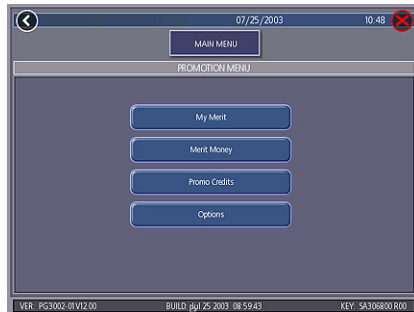 07/25/2003 10:48
MAIN MENU
PROMOTION MENU
My Merit
Merit Money
Promo Credits
Options
VER: PG3002-01V12.00 BUILD: Jul 25 2003 08:59:43 KEY: SA306800 R00